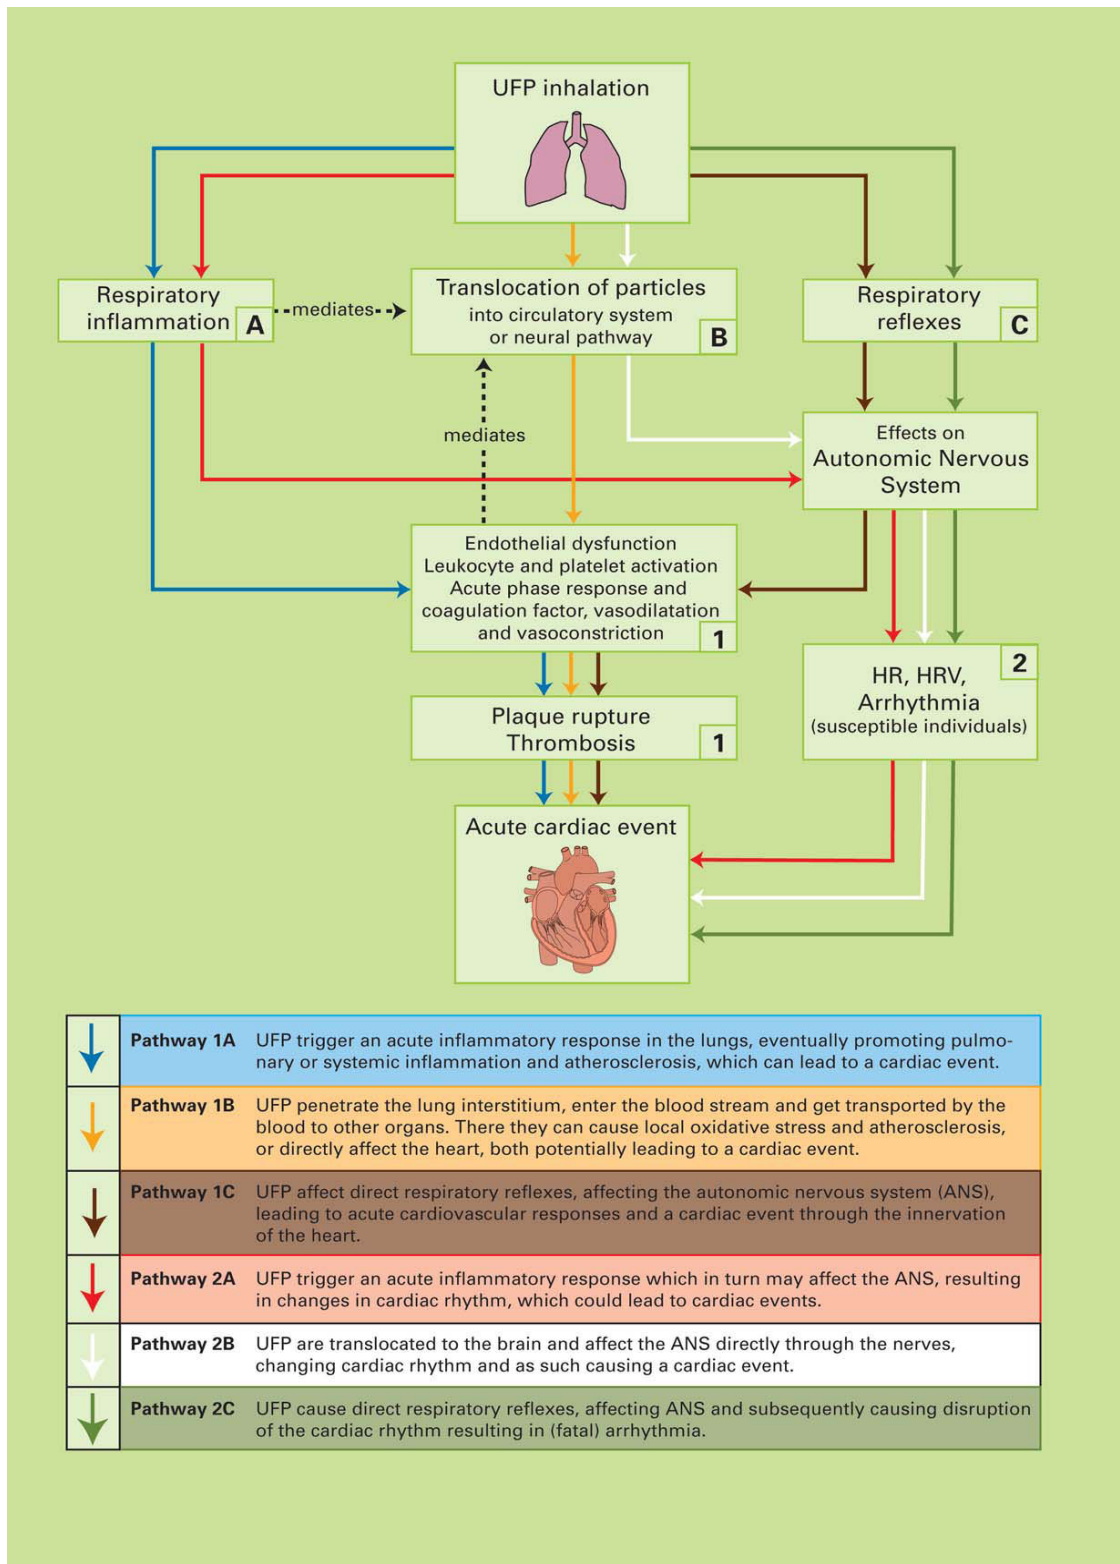 UFP inhalation
Respiratory
inflammation
A
mediates
Translocation of particles
into circulatory system
or neural pathway
B
Respiratory
reflexes
C
mediates
Effects on
Autonomic Nervous
System
Endothelial dysfunction
Leukocyte and platelet activation
Acute phase response and
coagulation factor, vasodilatation
and vasoconstriction
1
2
HR, HRV,
Arrhythmia
(susceptible individuals)
Plaque rupture
Thrombosis
1
Acute cardiac event
Pathway 1A UFP trigger an acute inflammatory response in the lungs, eventually promoting pulmo-
nary or systemic inflammation and atherosclerosis, which can lead to a cardiac event.
Pathway 1B UFP penetrate the lung interstitium, enter the blood stream and get transported by the
blood to other organs. There they can cause local oxidative stress and atherosclerosis,
or directly affect the heart, both potentially leading to a cardiac event.
Pathway 1C UFP affect direct respiratory reflexes, affecting the autonomic nervous system (ANS),
leading to acute cardiovascular responses and a cardiac event through the innervation
of the heart.
Pathway 2A UFP trigger an acute inflammatory response which in turn may affect the ANS, resulting
in changes in cardiac rhythm, which could lead to cardiac events.
Pathway 2B UFP are translocated to the brain and affect the ANS directly through the nerves,
changing cardiac rhythm and as such causing a cardiac event.
Pathway 2C UFP cause direct respiratory reflexes, affecting ANS and subsequently causing disruption
of the cardiac rhythm resulting in (fatal) arrhythmia.